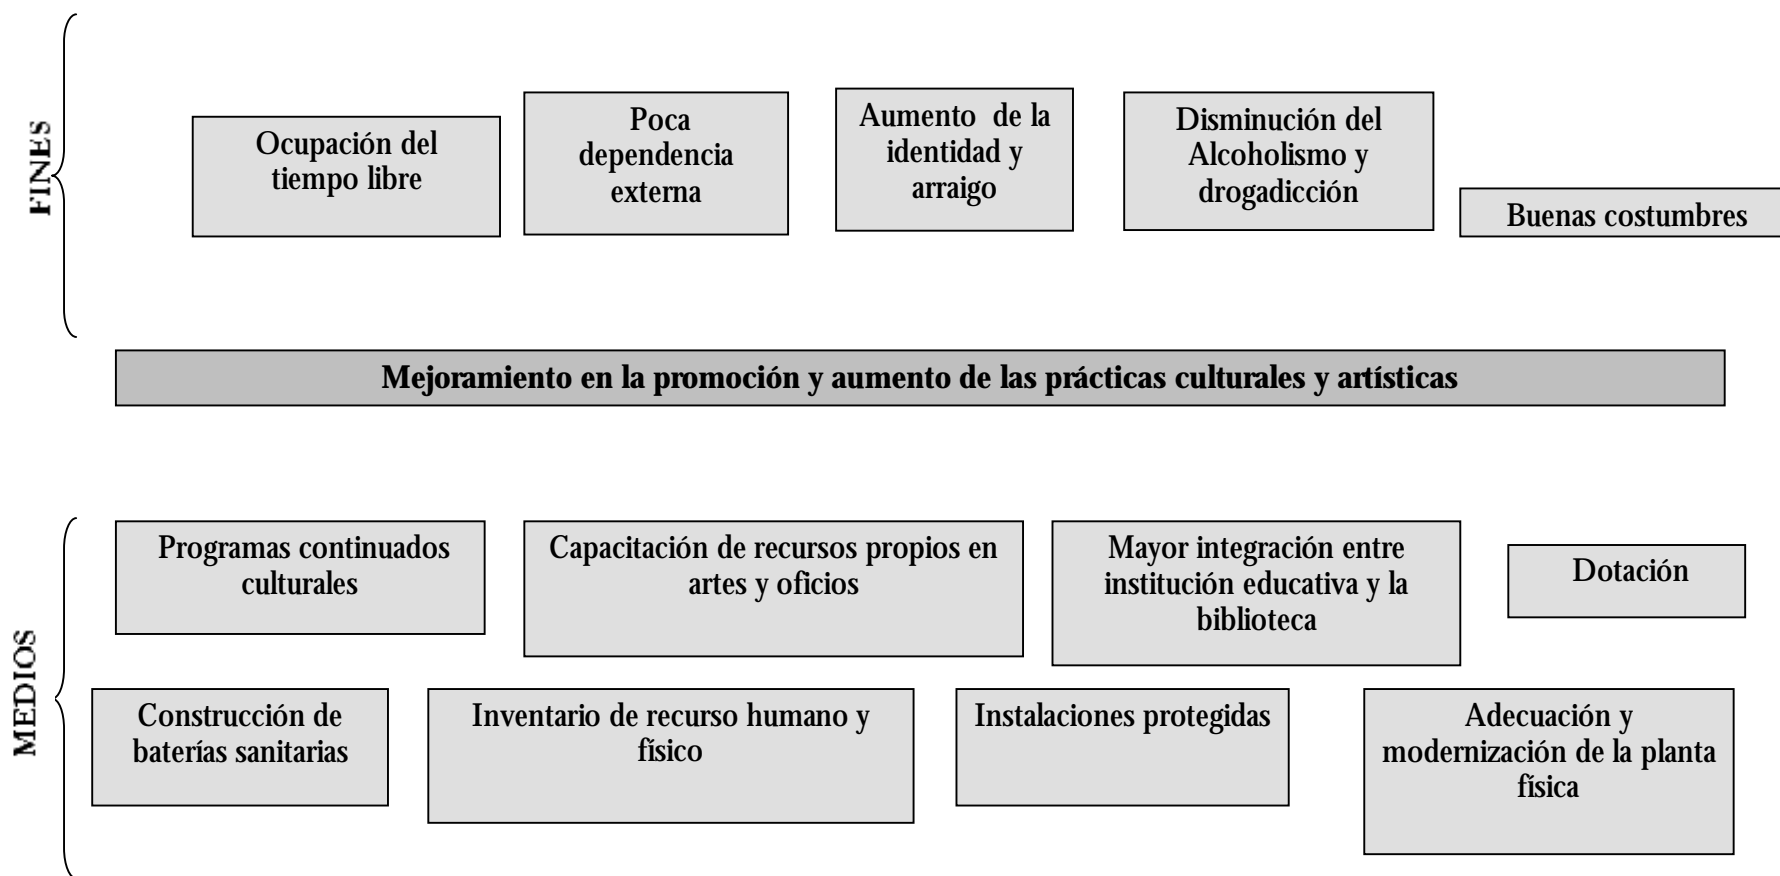 FINES
Ocupación del
tiempo libre
Poca
dependencia
externa
Aumento de la
identidad y
arraigo
Disminución del
Alcoholismo y
drogadicción
Buenas costumbres
Mejoramiento en la promoción y aumento de las prácticas culturales y artísticas
MEDIOS
Programas continuados
culturales
Capacitación de recursos propios en
artes y oficios
Mayor integración entre
institución educativa y la
biblioteca
Dotación
Construcción de
baterías sanitarias
Inventario de recurso humano y
físico
Instalaciones protegidas
Adecuación y
modernización de la planta
física